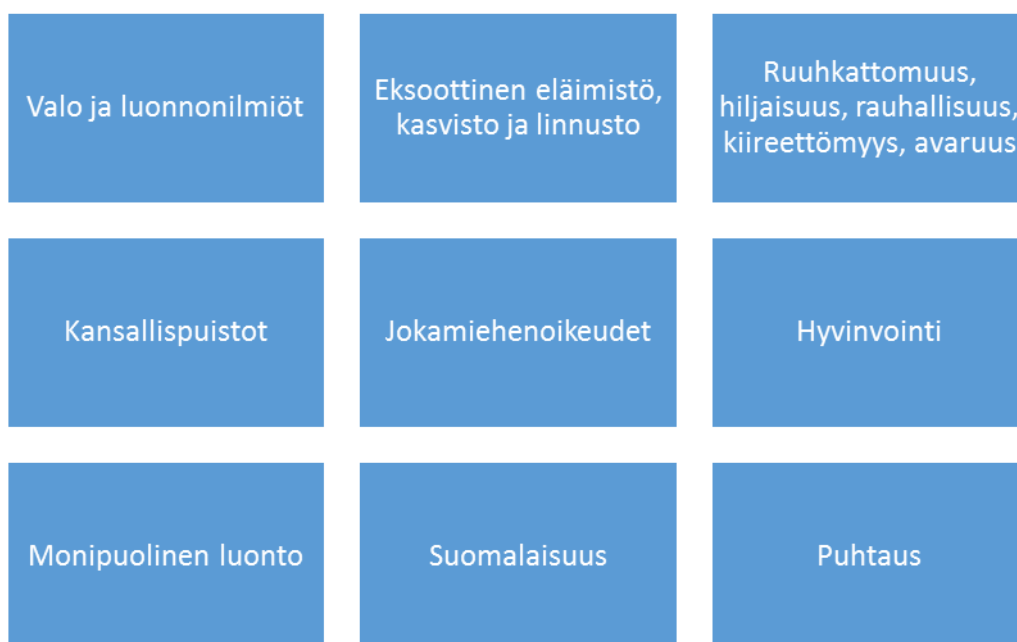 Valo ja luonnonilmiöt
Eksoottinen eläimistö,
kasvisto ja linnusto
Ruuhkattomuus,
hiljaisuus, rauhallisuus,
kiireettömyys, avaruus
Kansallispuistot
Jokamiehenoikeudet
Hyvinvointi
Monipuolinen luonto
Suomalaisuus
Puhtaus